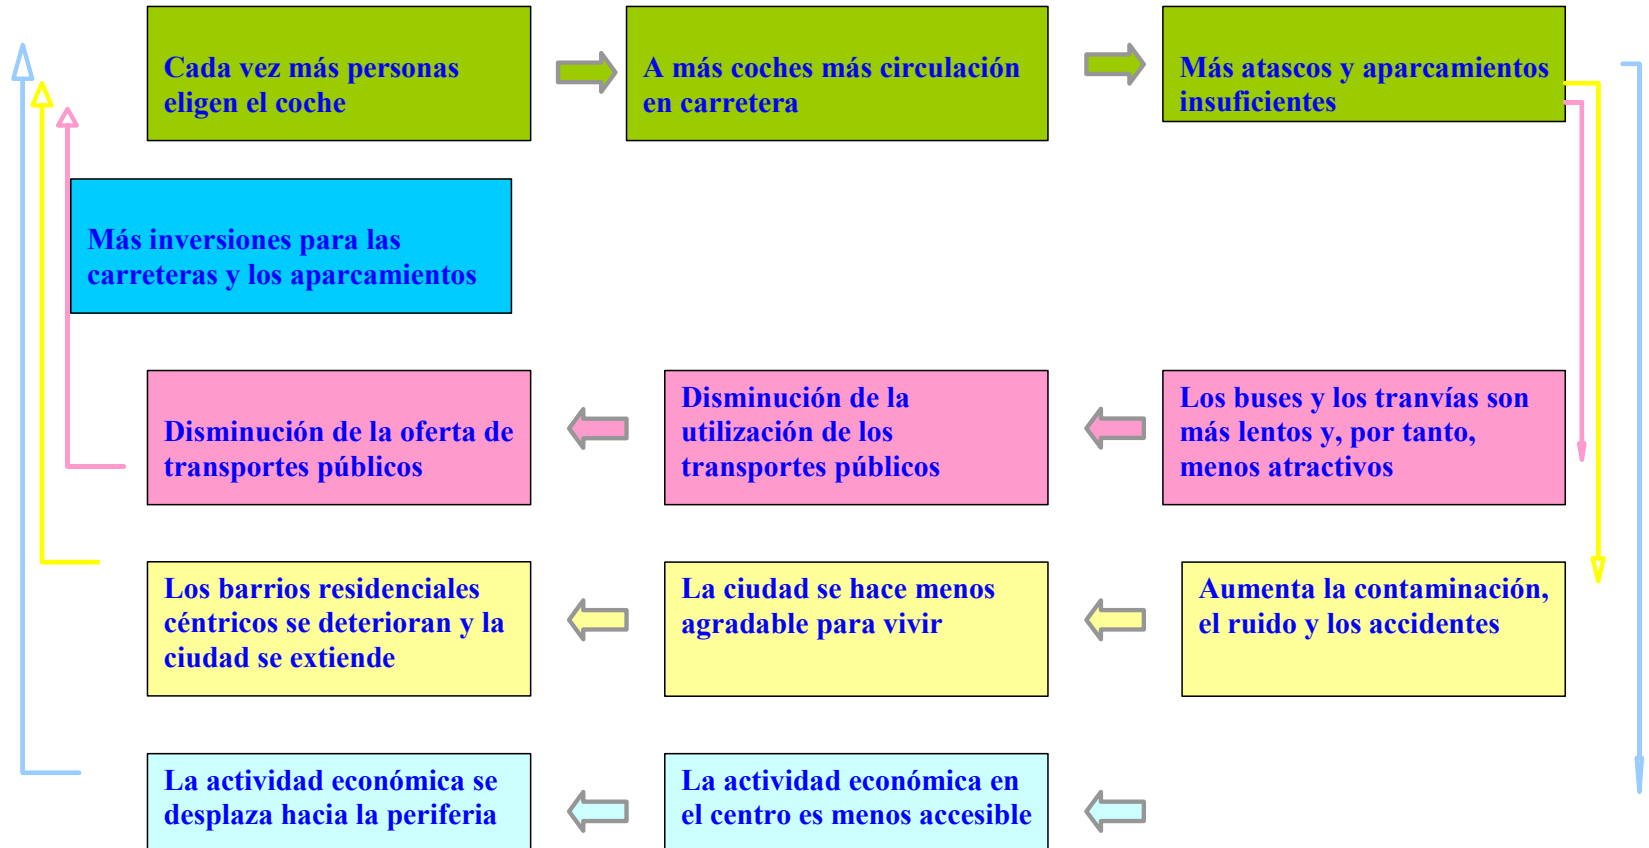 Cada vez más personas
eligen el coche
A más coches más circulación
en carretera
Más atascos y aparcamientos
insuficientes
Más inversiones para las
carreteras y los aparcamientos
Disminución de la oferta de
transportes públicos
Disminución de la
utilización de los
transportes públicos
Los buses y los tranvías son
más lentos y, por tanto,
menos atractivos
Los barrios residenciales
céntricos se deterioran y la
ciudad se extiende
La ciudad se hace menos
agradable para vivir
Aumenta la contaminación,
el ruido y los accidentes
La actividad económica se
desplaza hacia la periferia
La actividad económica en
el centro es menos accesible